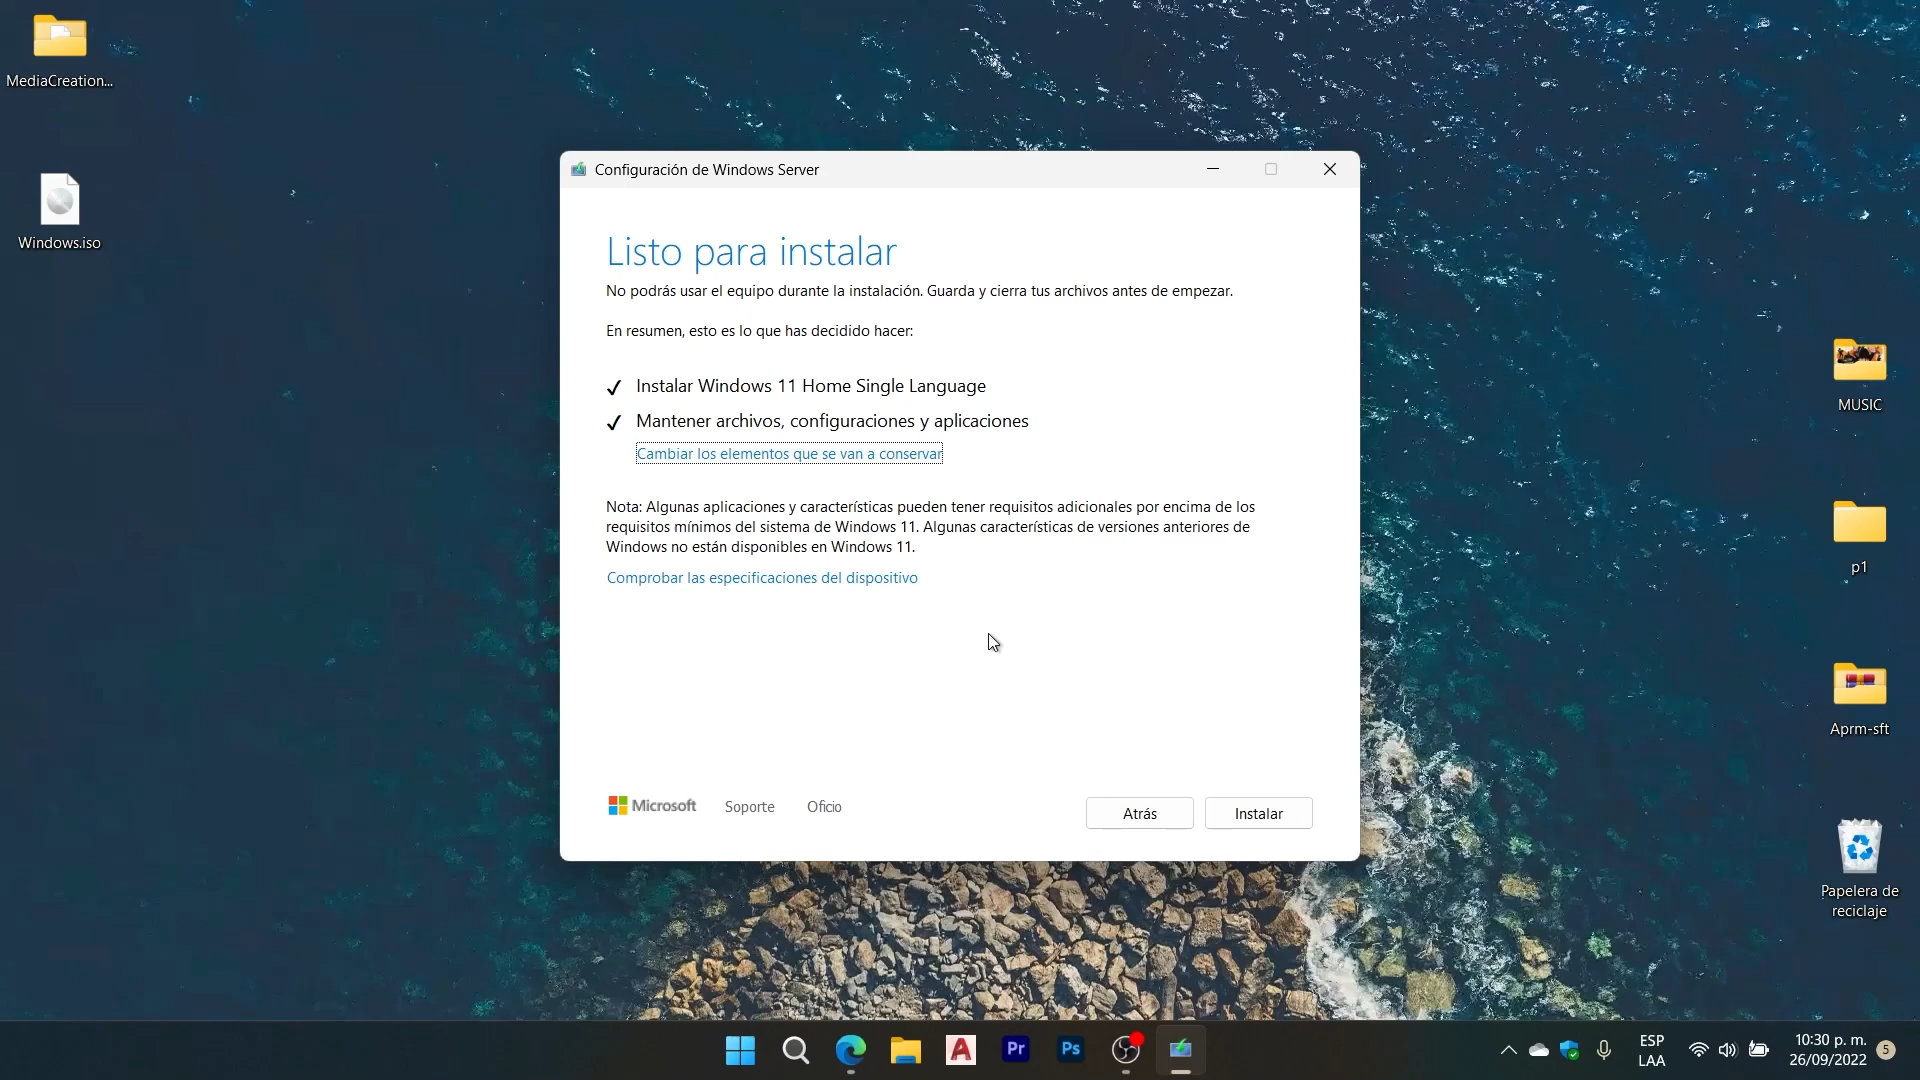 MediaCreation...
Windows.iso
Configuración de Windows Server
Listo para instalar
No podrás usar el equipo durante la instalación. Guarda y cierra tus archivos antes de empezar.
En resumen, esto es lo que has decidido hacer:
Instalar Windows 11 Home Single Language
Mantener archivos, configuraciones y aplicaciones
Cambiar los elementos que se van a conservar
Nota: Algunas aplicaciones y características pueden tener requisitos adicionales por encima de los
requisitos mínimos del sistema de Windows 11. Algunas características de versiones anteriores de
Windows no están disponibles en Windows 11.
Comprobar las especificaciones del dispositivo
Microsoft
Soporte
Oficio
Atrás
Instalar
MUSIC
p1
Aprm-sft
Papelera de
reciclaje
A
Pr
Ps
ESP
LAA
10:30 p. m.
26/09/2022
5